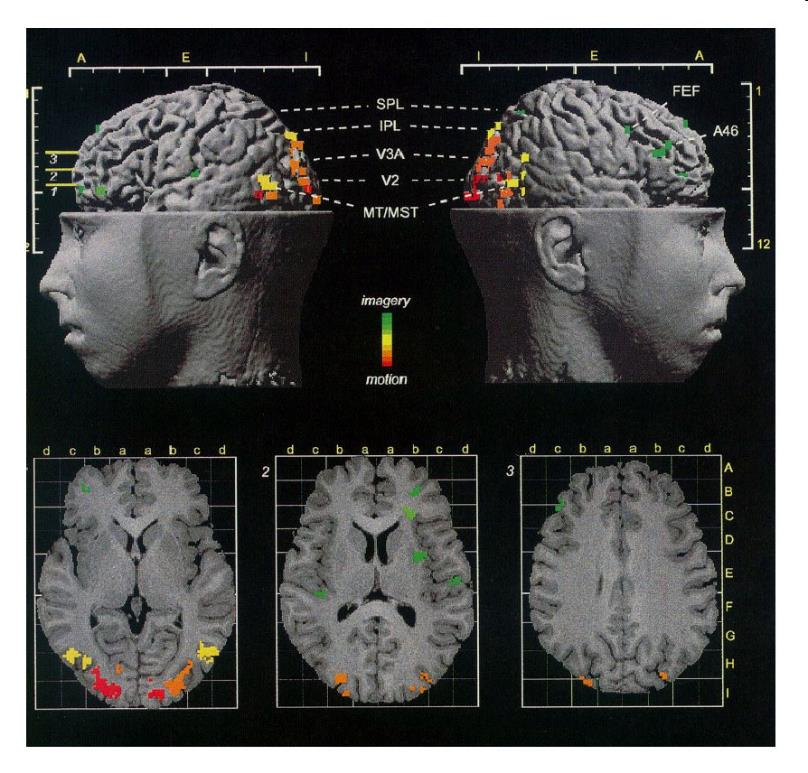 A E I
I E A
SPL
FEF
IPL
A46
V3A
V2
MT/MST
1
3
2
1
12
imagery
motion
d c b a a b c d
2
d c b a a b c d
3
d c b a a b c d
A
B
C
D
E
F
G
H
I